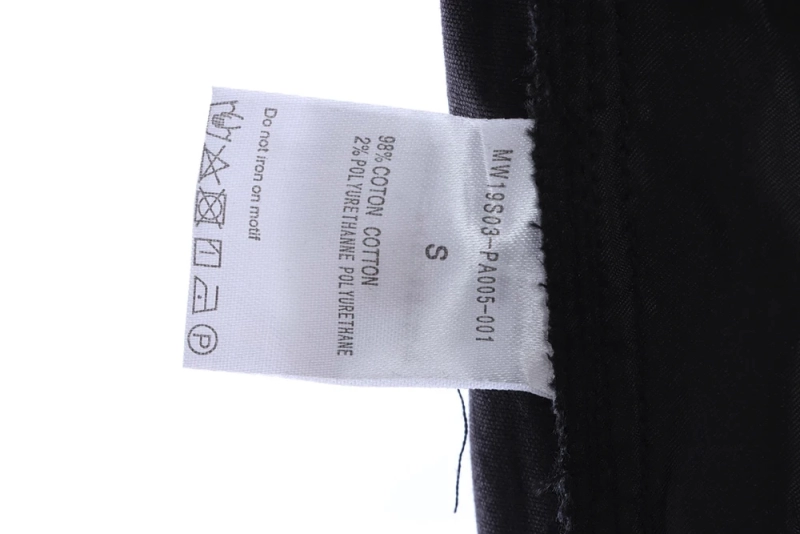 MW19S03-PA005-001
S
98% COTON COTTON
2% POLYURETHANNE POLYURETHANE
Do not iron on motif
P